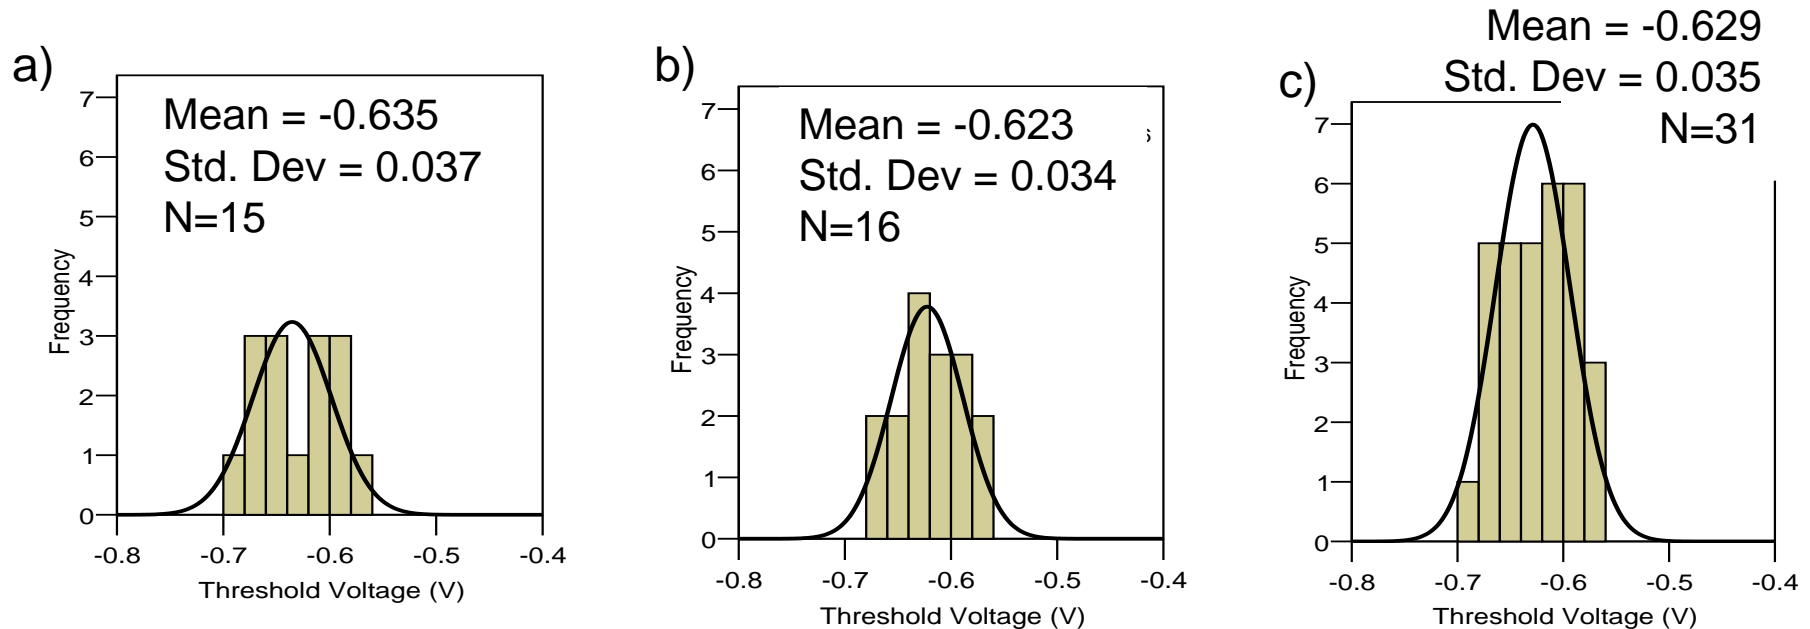 a)
Mean = -0.635
Std. Dev = 0.037
N=15
Frequency
7
6
5
4
3
2
1
0
-0.8 -0.7 -0.6 -0.5 -0.4
Threshold Voltage (V)
b)
Mean = -0.623
Std. Dev = 0.034
N=16
Frequency
7
6
5
4
3
2
1
0
-0.8 -0.7 -0.6 -0.5 -0.4
Threshold Voltage (V)
c)
Mean = -0.629
Std. Dev = 0.035
N=31
Frequency
7
6
5
4
3
2
1
0
-0.8 -0.7 -0.6 -0.5 -0.4
Threshold Voltage (V)